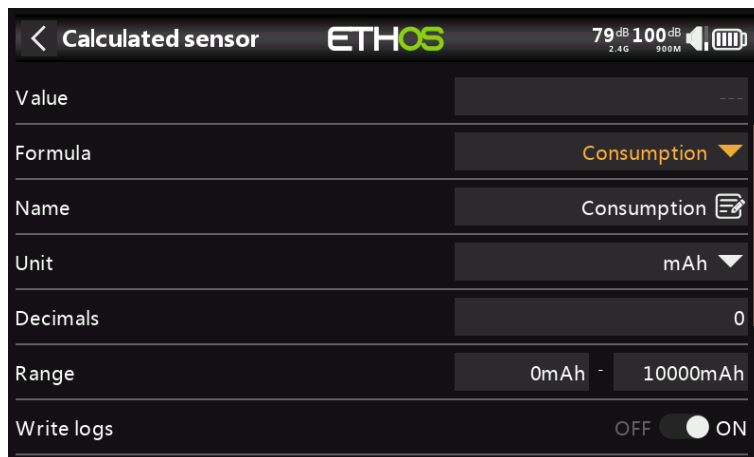 Calculated sensor ETHOS 79dB 2.4G 100dB 900M
Value ---
Formula Consumption
Name Consumption
Unit mAh
Decimals 0
Range 0mAh - 10000mAh
Write logs OFF ON